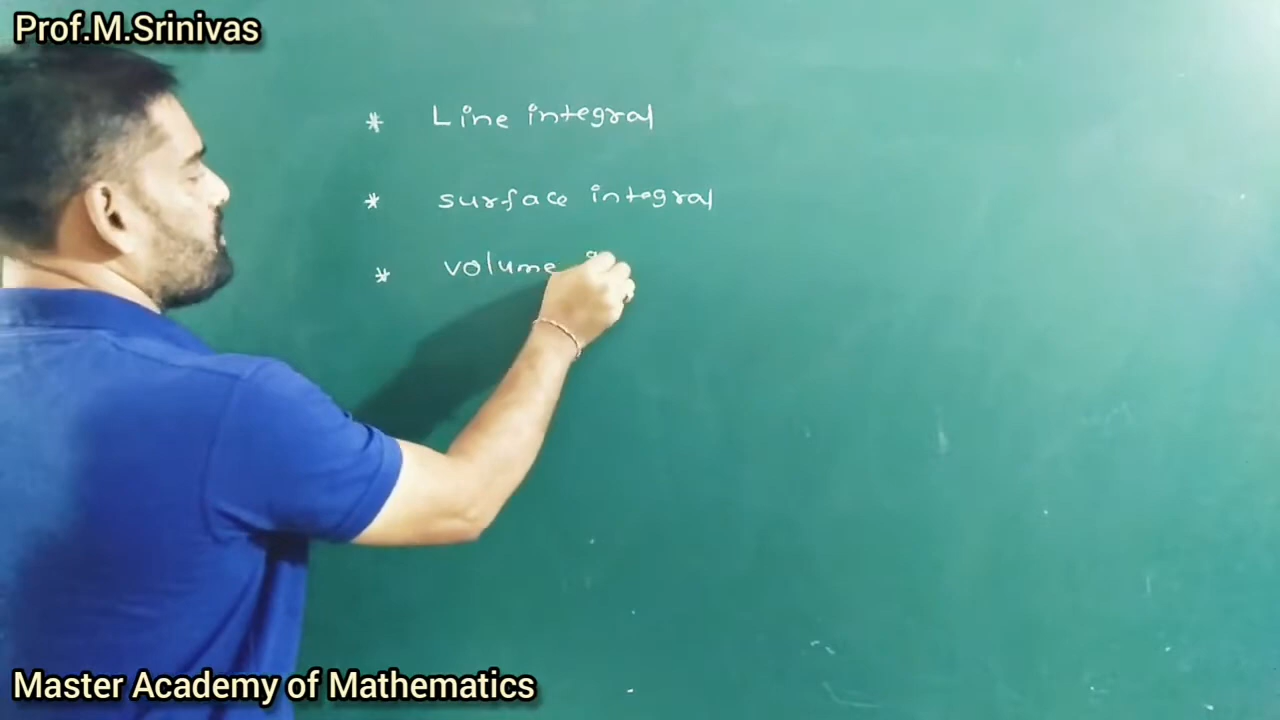 Prof.M.Srinivas
* Line integral
* surface integral
* volume
Master Academy of Mathematics